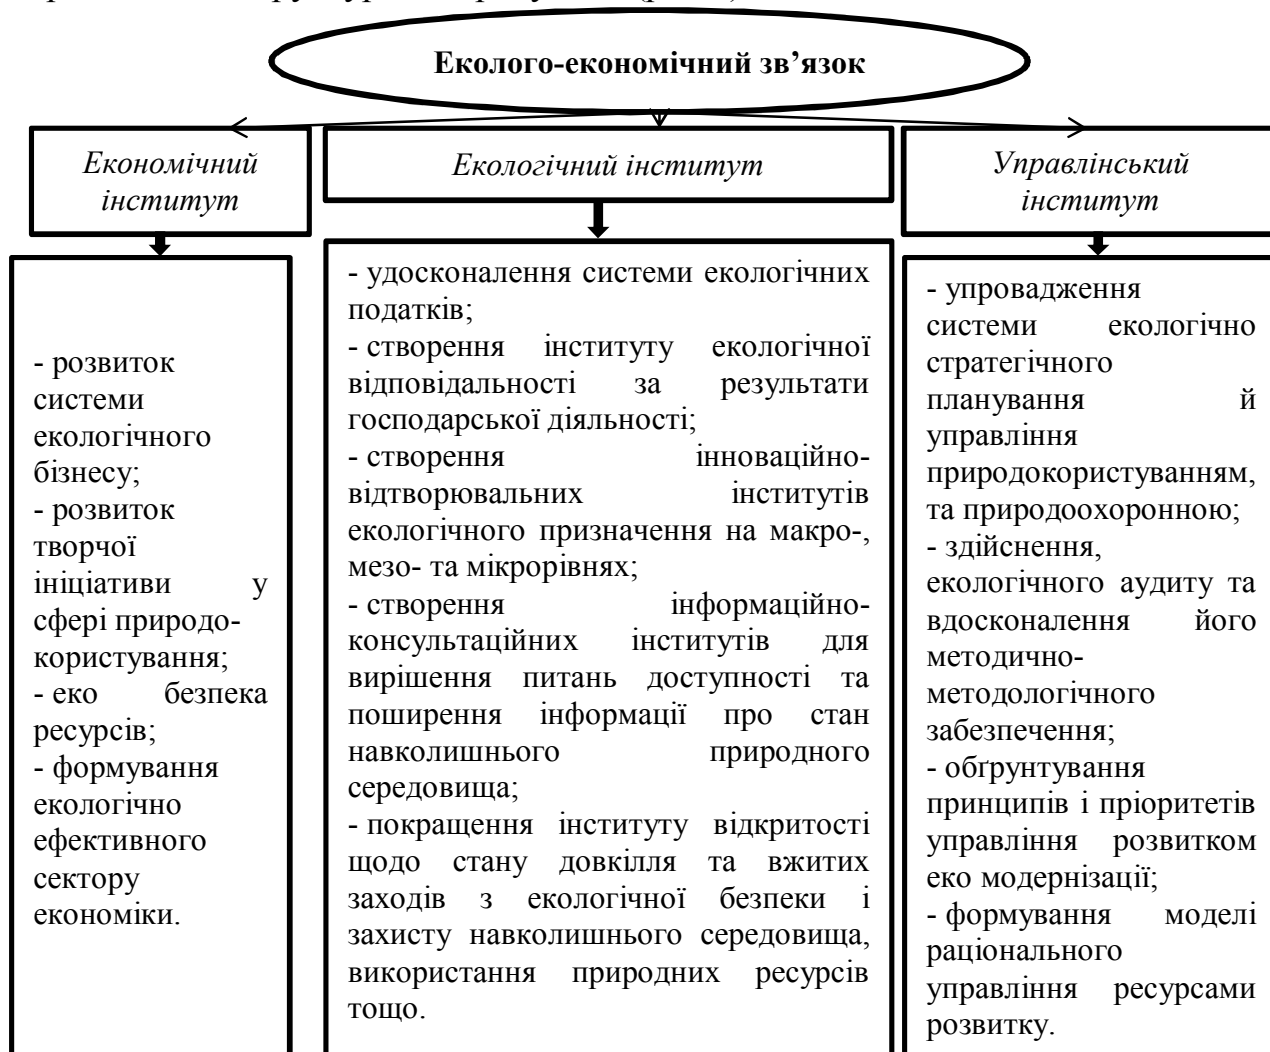 Еколого-економічний зв’язок
Економічний
інститут
Екологічний інститут
Управлінський
інститут
- розвиток
системи
екологічного
бізнесу;
- розвиток
творчої
ініціативи у
сфері природо-
користування;
- еко безпека
ресурсів;
- формування
екологічно
ефективного
сектору
економіки.
- удосконалення системи екологічних
податків;
- створення інституту екологічної
відповідальності за результати
господарської діяльності;
- створення інноваційно-
відтворювальних інститутів
екологічного призначення на макро-,
мезо- та мікрорівнях;
- створення інформаційно-
консультаційних інститутів для
вирішення питань доступності та
поширення інформації про стан
навколишнього природного
середовища;
- покращення інституту відкритості
щодо стану довкілля та вжитих
заходів з екологічної безпеки і
захисту навколишнього середовища,
використання природних ресурсів
тощо.
- упровадження
системи екологічно
стратегічного
планування й
управління
природокористуванням,
та природоохоронною;
- здійснення,
екологічного аудиту та
вдосконалення його
методично-
методологічного
забезпечення;
- обґрунтування
принципів і пріоритетів
управління розвитком
еко модернізації;
- формування моделі
раціонального
управління ресурсами
розвитку.